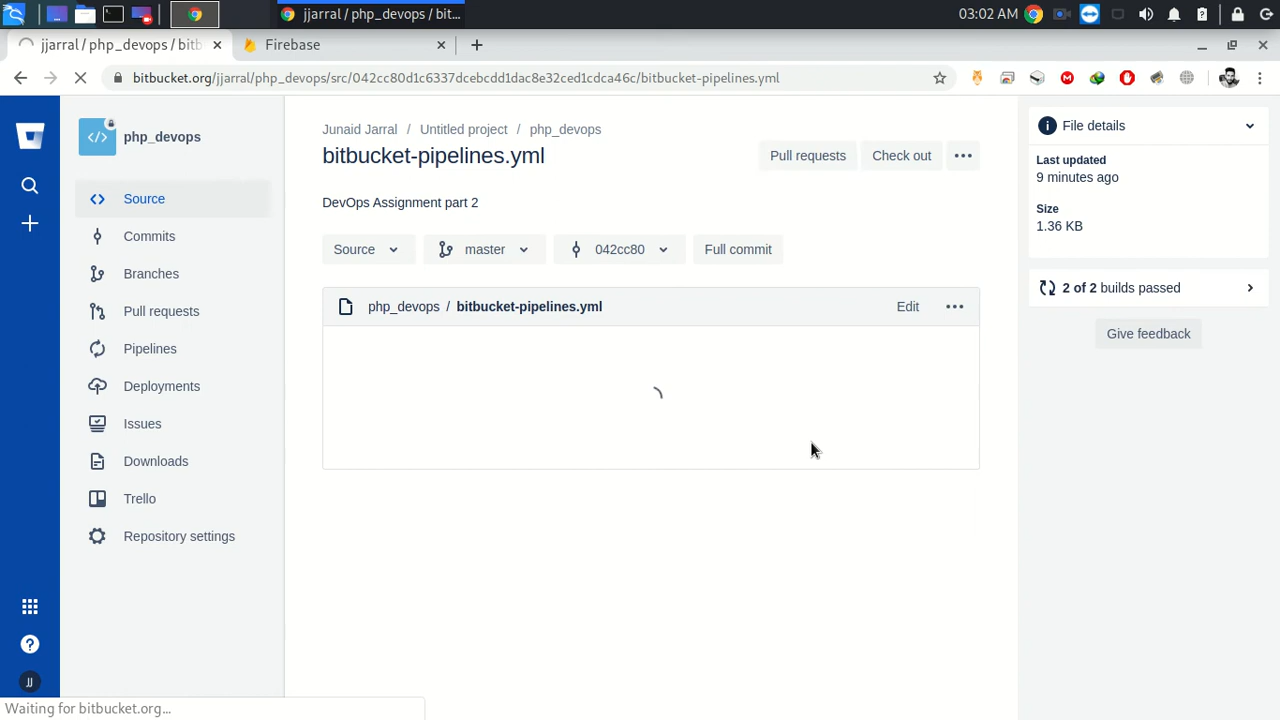 jjarral / php_devops / bit...
03:02 AM
jjarral / php_devops / bitb
Firebase
bitbucket.org/jjarral/php_devops/src/042cc80d1c6337dcebcdd1dac8e32ced1cdca46c/bitbucket-pipelines.yml
php_devops
Source
Commits
Branches
Pull requests
Pipelines
Deployments
Issues
Downloads
Trello
Repository settings
JJ
Junaid Jarral / Untitled project / php_devops
bitbucket-pipelines.yml
Pull requests
Check out
DevOps Assignment part 2
Source
master
042cc80
Full commit
php_devops / bitbucket-pipelines.yml
Edit
File details
Last updated
9 minutes ago
Size
1.36 KB
2 of 2 builds passed
Give feedback
Waiting for bitbucket.org...